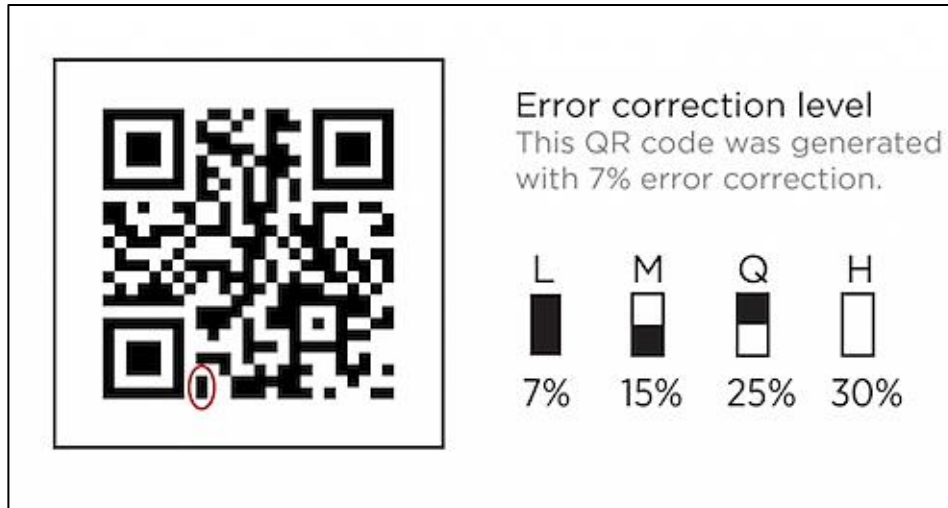 Error correction level
This QR code was generated
with 7% error correction.
L M Q H
7% 15% 25% 30%